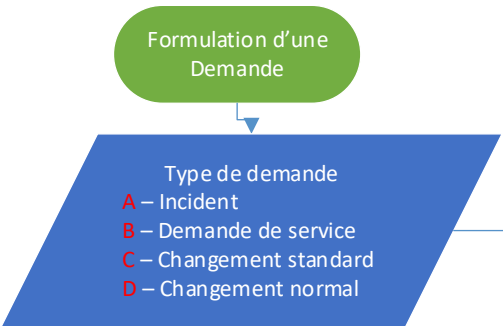 Formulation d’une
Demande
Type de demande
A – Incident
B – Demande de service
C – Changement standard
D – Changement normal